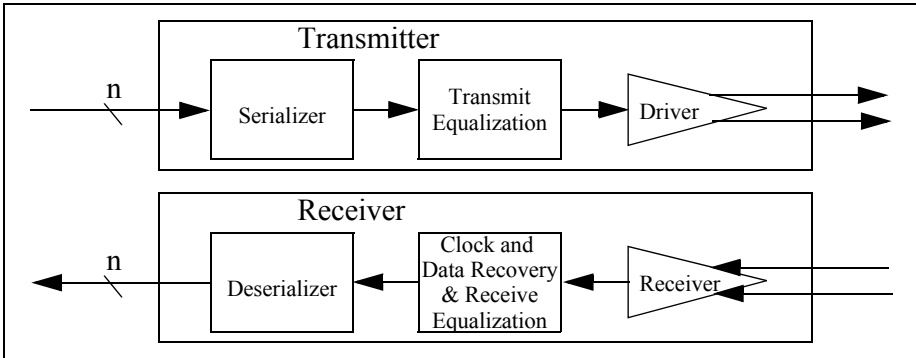 Transmitter
n
Serializer
Transmit
Equalization
Driver
Receiver
n
Deserializer
Clock and
Data Recovery
& Receive
Equalization
Receiver